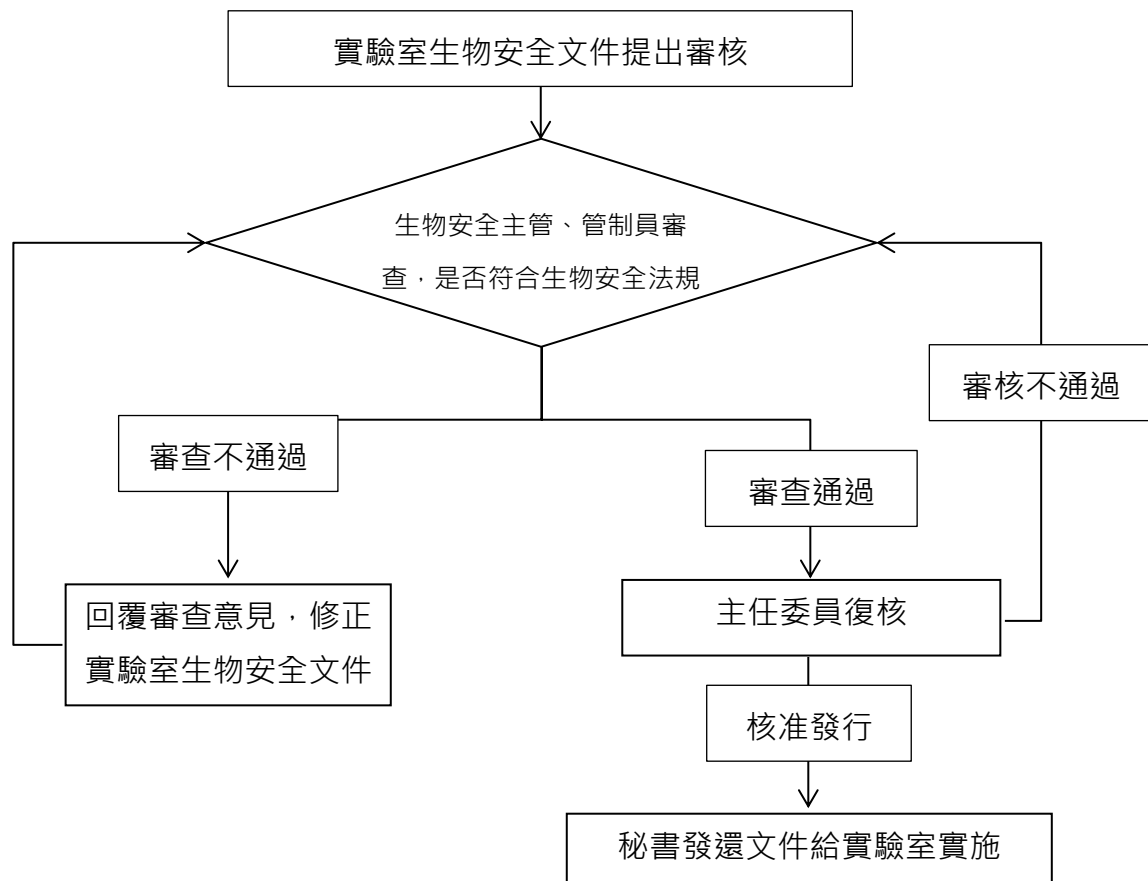 實驗室生物安全文件提出審核
生物安全主管、管制員審
查，是否符合生物安全法規
審核不通過
審查不通過
審查通過
回覆審查意見，修正
實驗室生物安全文件
主任委員復核
核准發行
秘書發還文件給實驗室實施